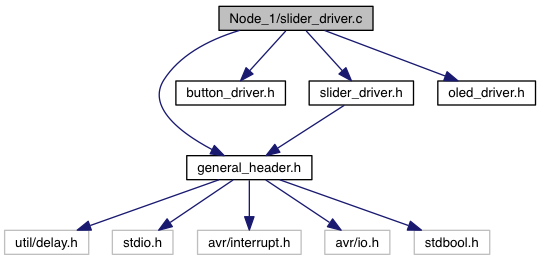 Node_1/slider_driver.c
button_driver.h
slider_driver.h
oled_driver.h
general_header.h
util/delay.h
stdio.h
avr/interrupt.h
avr/io.h
stdbool.h